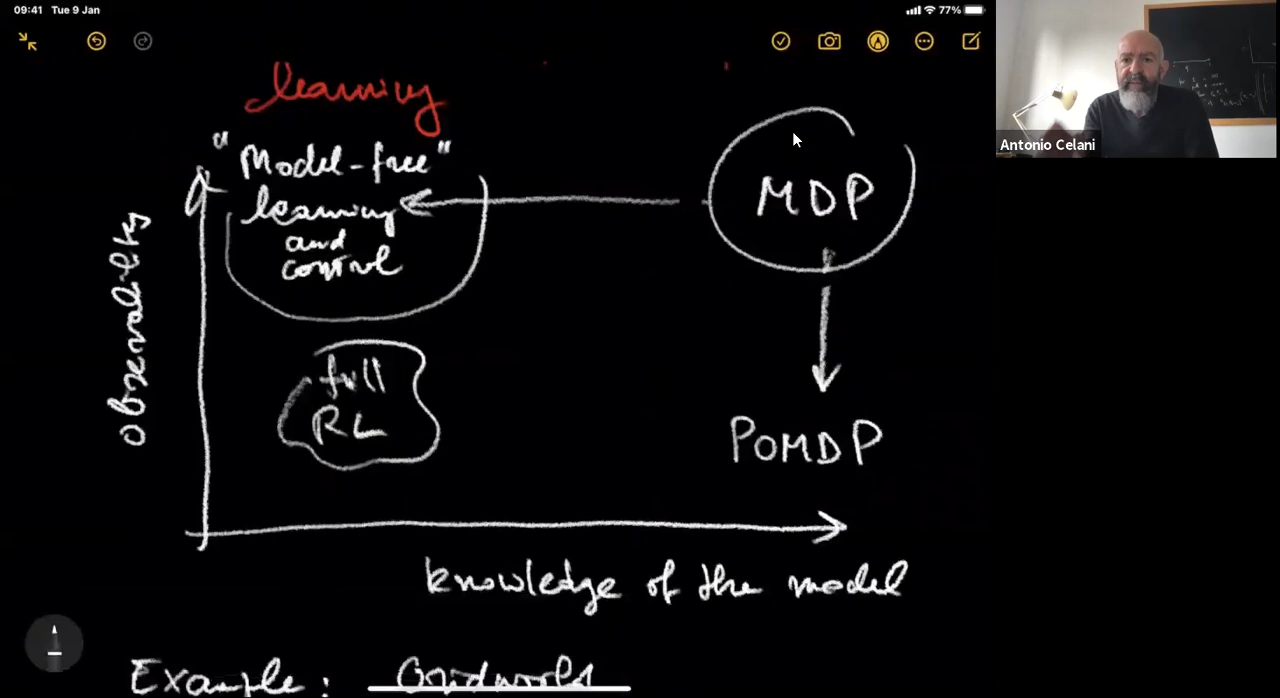 09:41 Tue 9 Jan
77%
Antonio Celani
learning
"Model-free"
learning
and
control
MDP
observability
full
RL
POMDP
knowledge of the model
Example: Gridworld